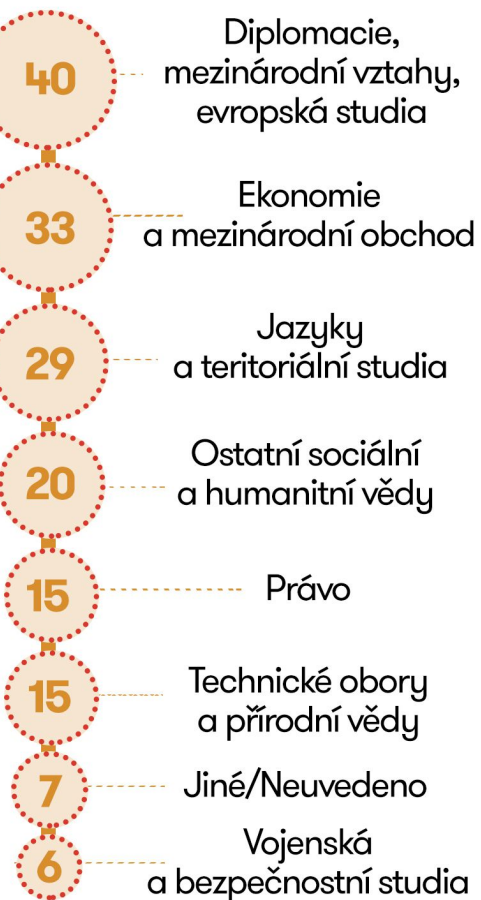 40
Diplomacie,
mezinárodní vztahy,
evropská studia
33
Ekonomie
a mezinárodní obchod
29
Jazyky
a teritoriální studia
20
Ostatní sociální
a humanitní vědy
15
Právo
15
Technické obory
a přírodní vědy
7
Jiné/Neuvedeno
6
Vojenská
a bezpečnostní studia